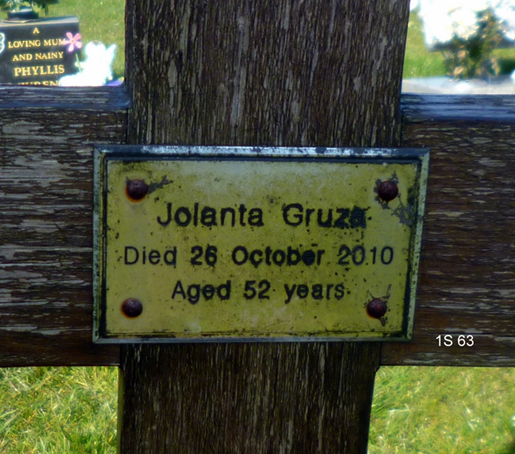 A
LOVING MUM
AND NAINY
PHYLLIS
Jolanta Gruza
Died 26 October 2010
Aged 52 years
1S 63